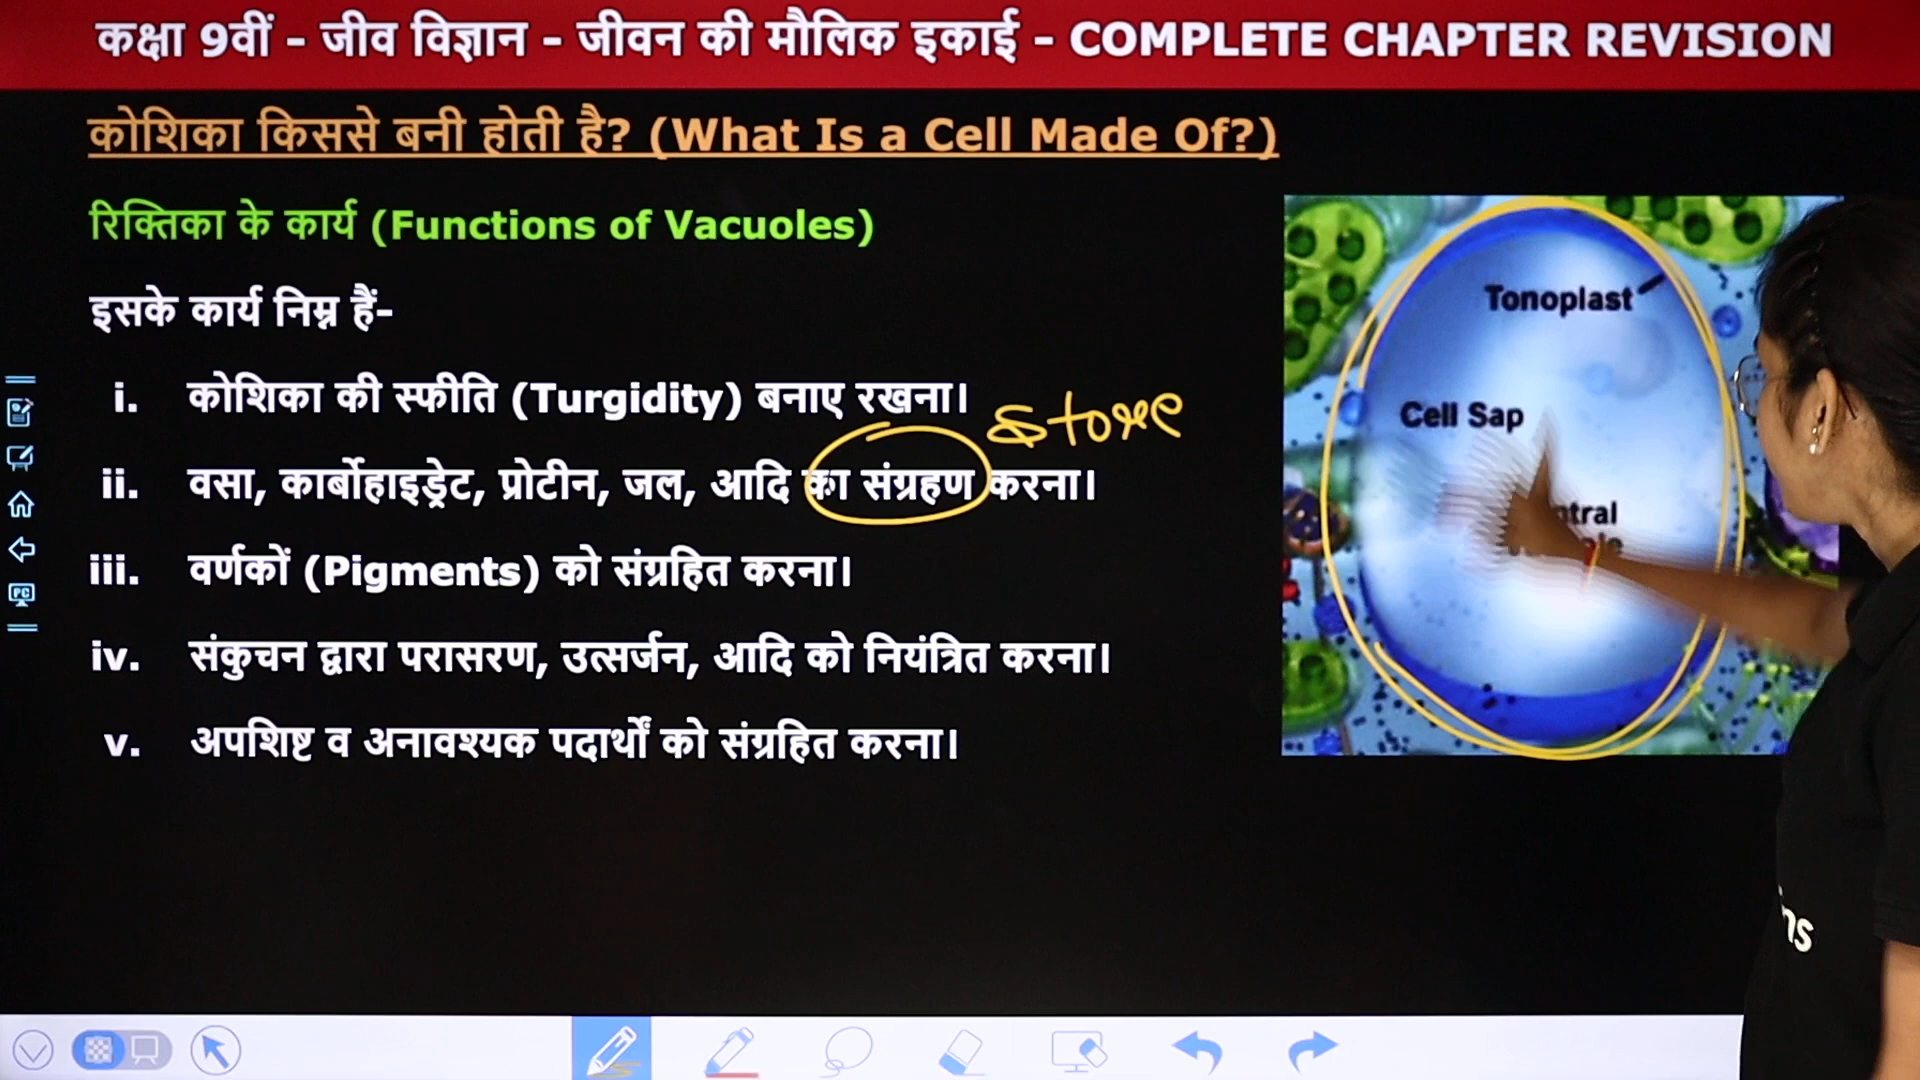 कक्षा 9वीं - जीव विज्ञान - जीवन की मौलिक इकाई - COMPLETE CHAPTER REVISION
कोशिका किससे बनी होती है? (What Is a Cell Made Of?)
रिक्तिका के कार्य (Functions of Vacuoles)
इसके कार्य निम्न हैं-
i. कोशिका की स्फीति (Turgidity) बनाए रखना।
store
ii. वसा, कार्बोहाइड्रेट, प्रोटीन, जल, आदि का संग्रहण करना।
iii. वर्णकों (Pigments) को संग्रहित करना।
iv. संकुचन द्वारा परासरण, उत्सर्जन, आदि को नियंत्रित करना।
v. अपशिष्ट व अनावश्यक पदार्थों को संग्रहित करना।
Tonoplast
Cell Sap
PC